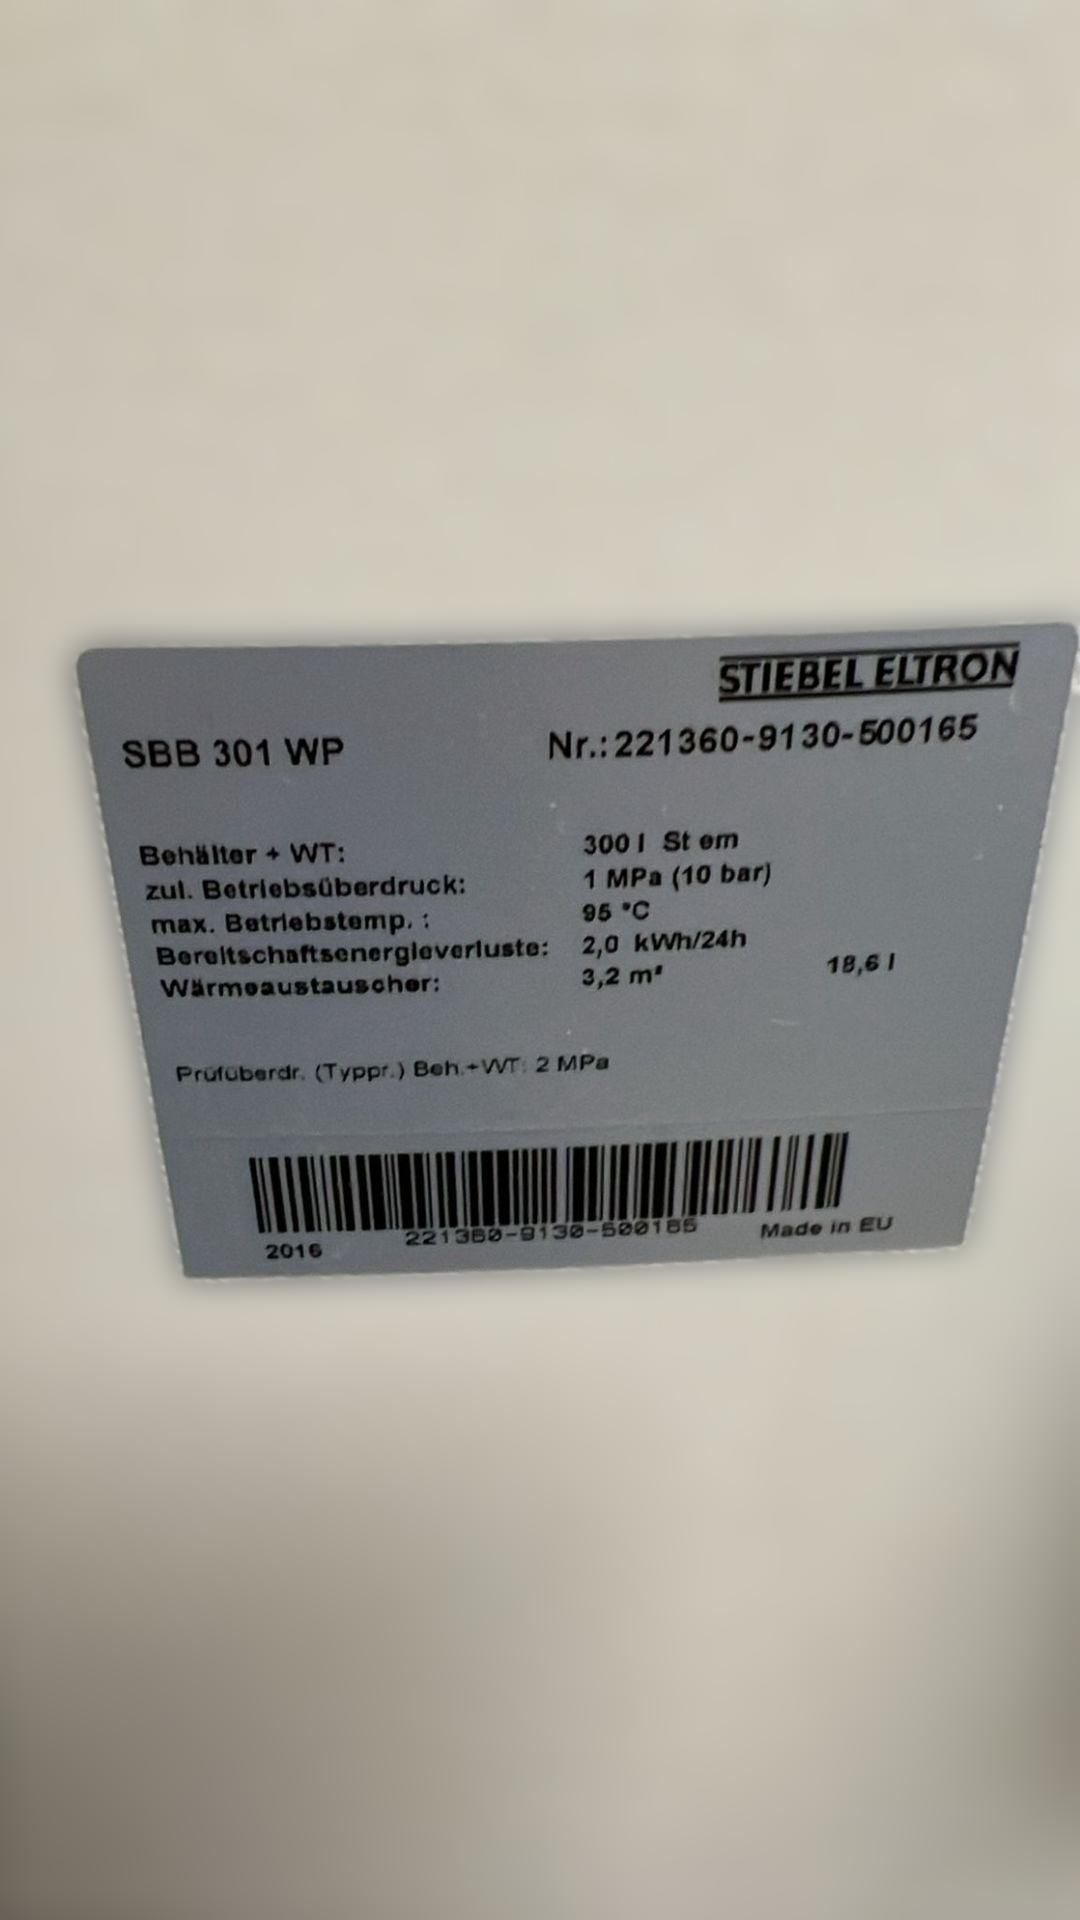 STIEBEL ELTRON
SBB 301 WP Nr.: 221360-9130-500165
Behälter + WT: 300 l St em
zul. Betriebsüberdruck: 1 MPa (10 bar)
max. Betriebstemp. : 95 °C
Bereitschaftsenergieverluste: 2,0 kWh/24h
Wärmeaustauscher: 3,2 m² 18,6 l
Prüfüberdr. (Typpr.) Beh.+WT: 2 MPa
221360-9130-500165
2016 Made in EU